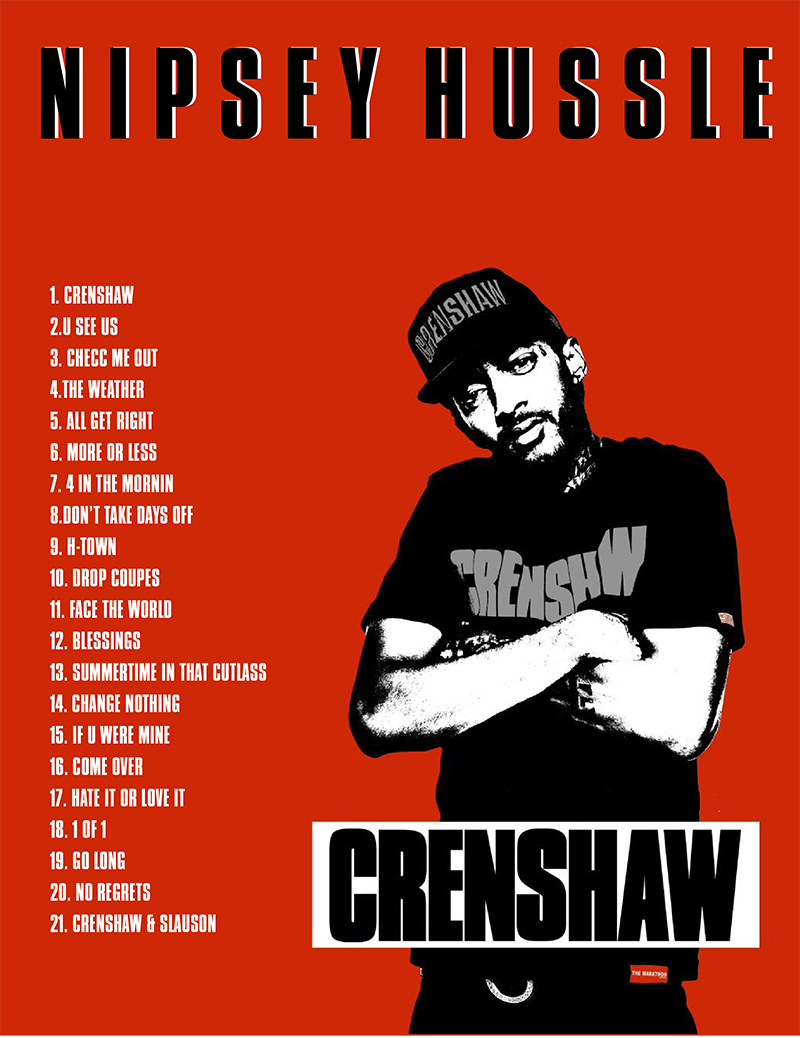 NIPSEY HUSSLE
1. CRENSHAW
2.U SEE US
3. CHECC ME OUT
4.THE WEATHER
5. ALL GET RIGHT
6. MORE OR LESS
7. 4 IN THE MORNIN
8.DON'T TAKE DAYS OFF
9. H-TOWN
10. DROP COUPES
11. FACE THE WORLD
12. BLESSINGS
13. SUMMERTIME IN THAT CUTLASS
14. CHANGE NOTHING
15. IF U WERE MINE
16. COME OVER
17. HATE IT OR LOVE IT
18. 1 OF 1
19. GO LONG
20. NO REGRETS
21. CRENSHAW & SLAUSON
CRENSHAW
CRENSHAW
CRENSHAW
THE MARATHON